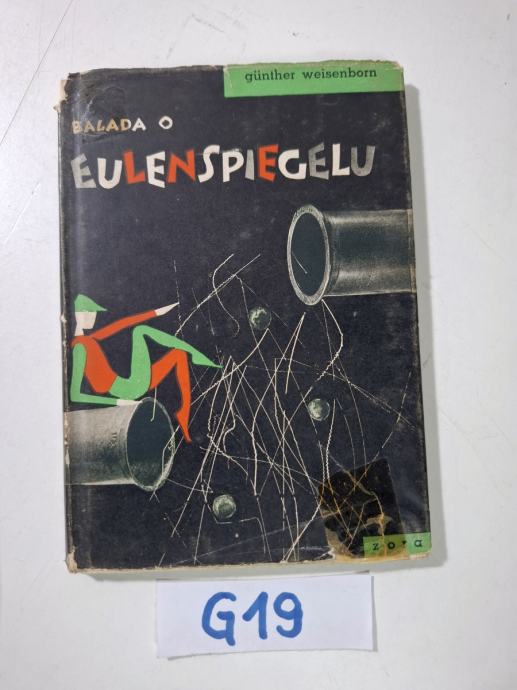 günther weisenborn
BALADA O
EULENSPIEGELU
zora
G19